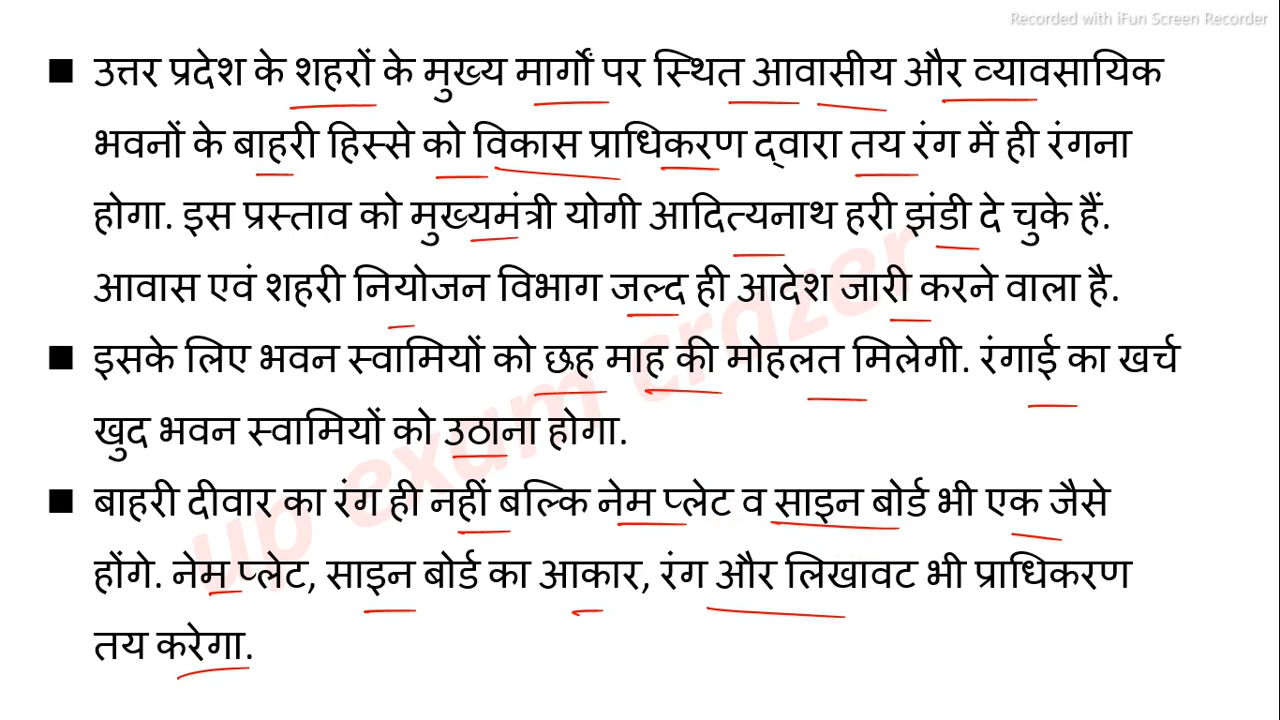 Recorded with iFun Screen Recorder
■ उत्तर प्रदेश के शहरों के मुख्य मार्गों पर स्थित आवासीय और व्यावसायिक
भवनों के बाहरी हिस्से को विकास प्राधिकरण द्वारा तय रंग में ही रंगना
होगा. इस प्रस्ताव को मुख्यमंत्री योगी आदित्यनाथ हरी झंडी दे चुके हैं.
आवास एवं शहरी नियोजन विभाग जल्द ही आदेश जारी करने वाला है.
■ इसके लिए भवन स्वामियों को छह माह की मोहलत मिलेगी. रंगाई का खर्च
खुद भवन स्वामियों को उठाना होगा.
■ बाहरी दीवार का रंग ही नहीं बल्कि नेम प्लेट व साइन बोर्ड भी एक जैसे
होंगे. नेम प्लेट, साइन बोर्ड का आकार, रंग और लिखावट भी प्राधिकरण
तय करेगा.
up exam crazer